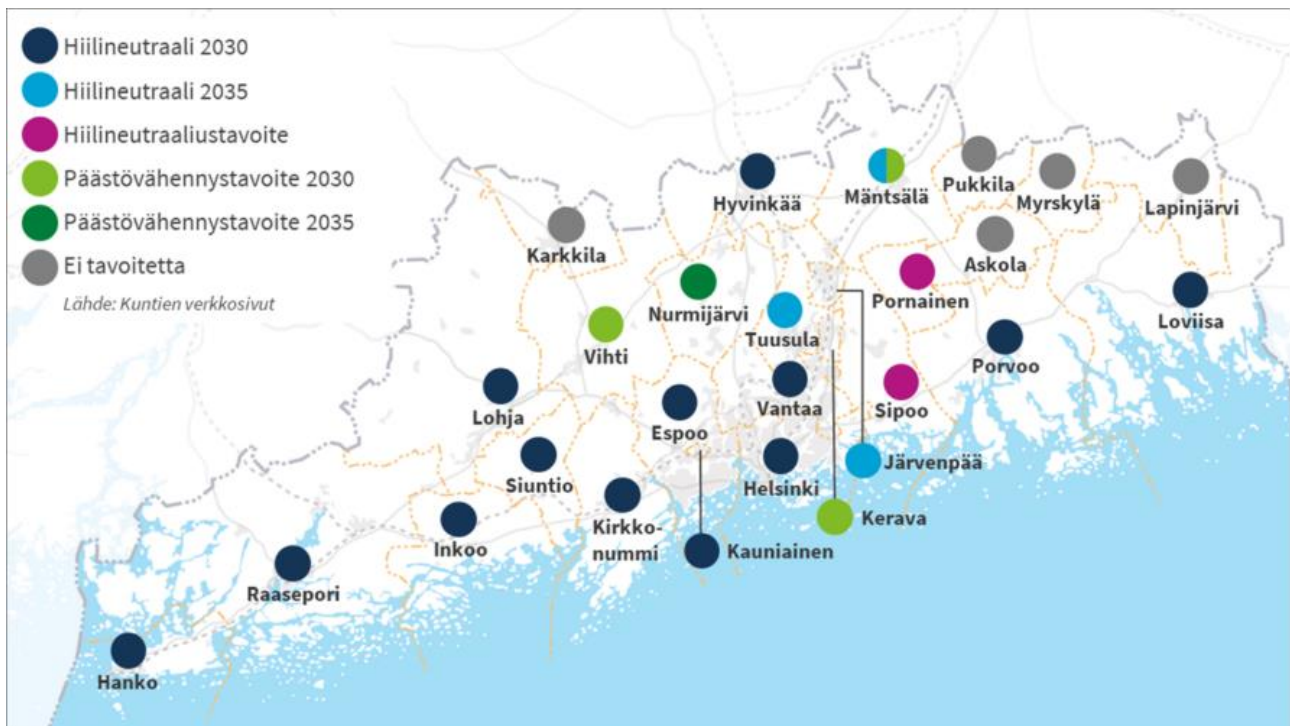 Hiilineutraali 2030
Hiilineutraali 2035
Hiilineutraaliustavoite
Päästövähennystavoite 2030
Päästövähennystavoite 2035
Ei tavoitetta
Lähde: Kuntien verkkosivut
Hyvinkää
Mäntsälä
Pukkila
Myrskylä
Lapinjärvi
Karkkila
Askola
Nurmijärvi
Pornainen
Loviisa
Vihti
Tuusula
Porvoo
Lohja
Espoo
Vantaa
Sipoo
Siuntio
Helsinki
Järvenpää
Inkoo
Kirkko-
nummi
Kerava
Kauniainen
Raasepori
Hanko